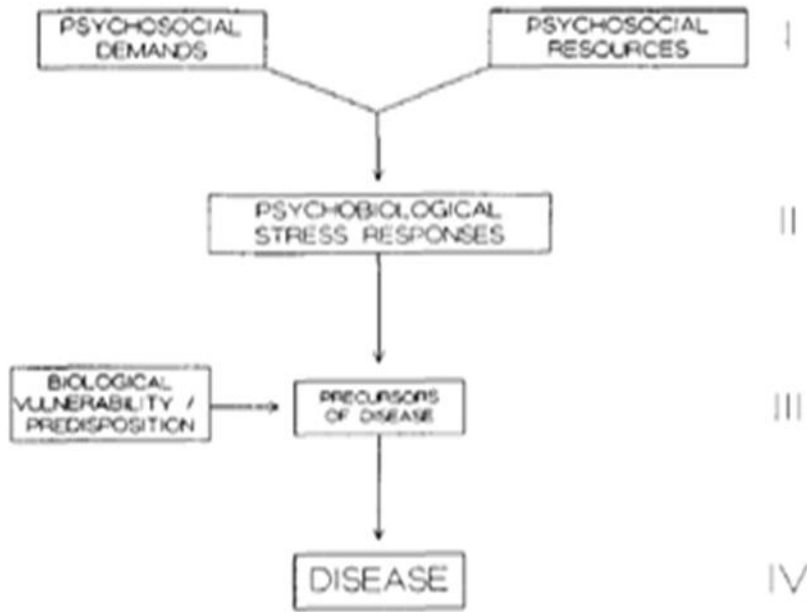 PSYCHOSOCIAL
DEMANDS
PSYCHOSOCIAL
RESOURCES
I
PSYCHOBIOLOGICAL
STRESS RESPONSES
II
BIOLOGICAL
VULNERABILITY /
PREDISPOSITION
PRECURSORS
OF DISEASE
III
DISEASE
IV